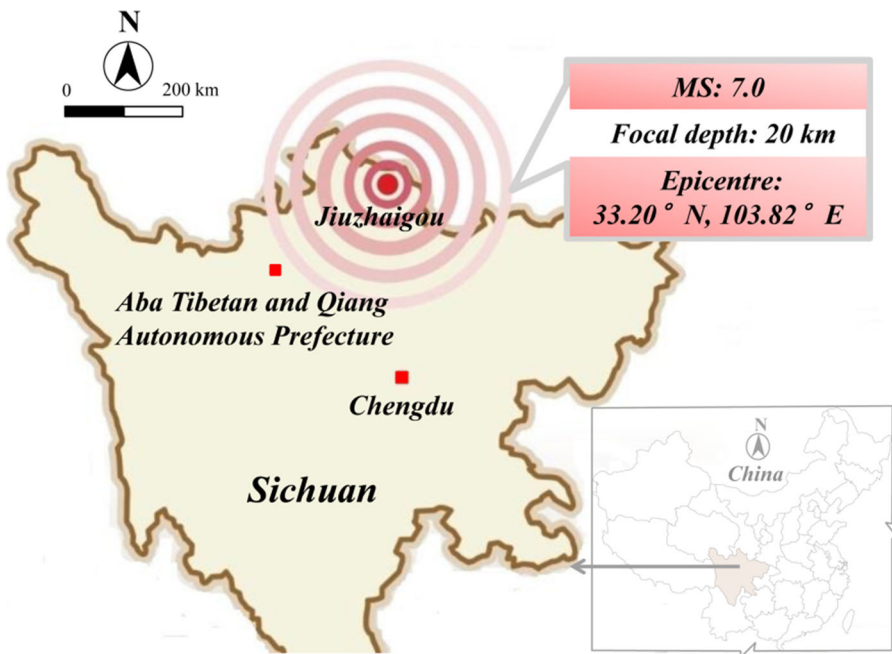 N
0 200 km
MS: 7.0
Focal depth: 20 km
Epicentre:
33.20° N, 103.82° E
Jiuzhaigou
Aba Tibetan and Qiang
Autonomous Prefecture
Chengdu
Sichuan
N
China